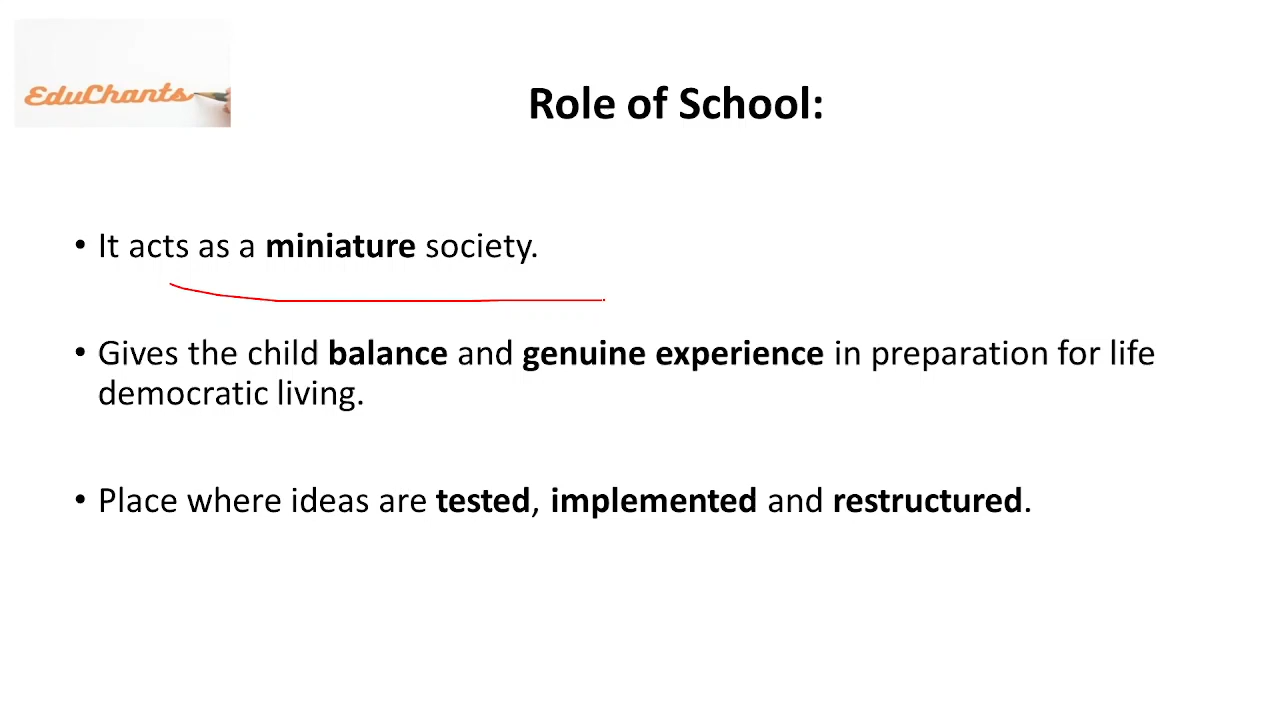 EduChants
Role of School:
• It acts as a miniature society.
• Gives the child balance and genuine experience in preparation for life
democratic living.
• Place where ideas are tested, implemented and restructured.